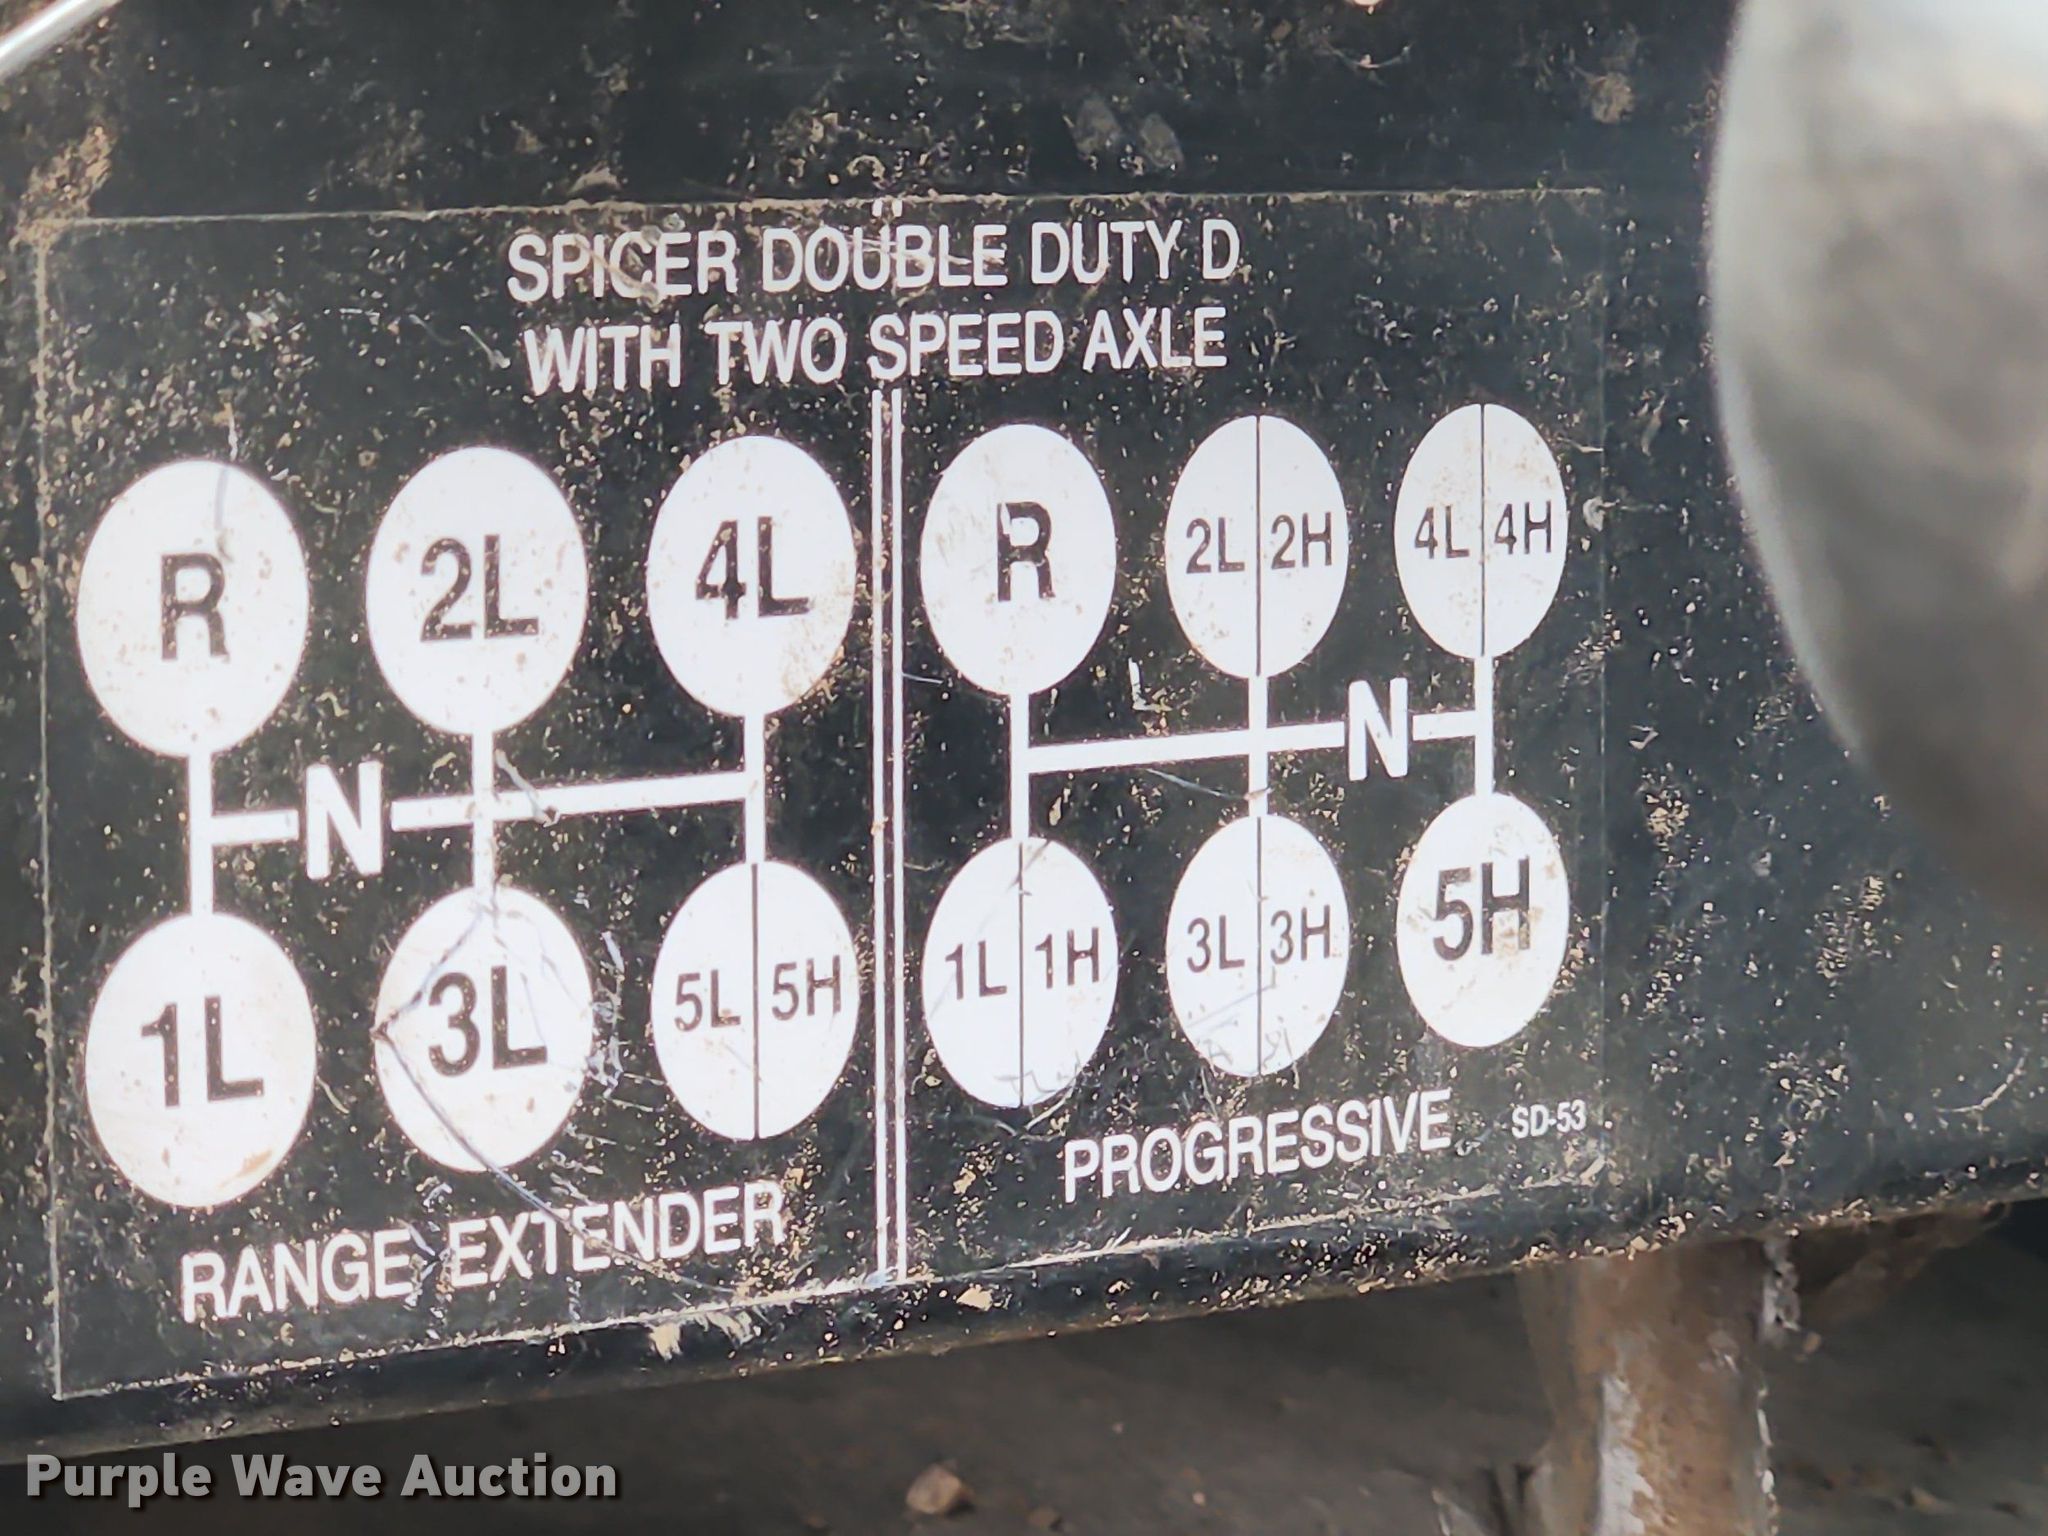 SPICER DOUBLE DUTY D
WITH TWO SPEED AXLE
R 2L 4L
N
1L 3L 5L 5H
RANGE EXTENDER
R 2L 2H 4L 4H
N
1L 1H 3L 3H 5H
PROGRESSIVE SD-53
Purple Wave Auction